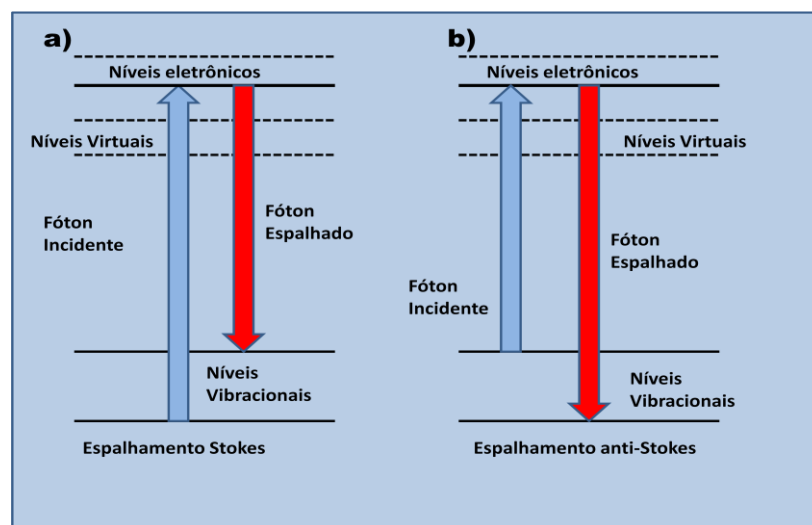 a)
Níveis eletrônicos
Níveis Virtuais
Fóton
Incidente
Fóton
Espalhado
Níveis
Vibracionais
Espalhamento Stokes
b)
Níveis eletrônicos
Níveis Virtuais
Fóton
Espalhado
Fóton
Incidente
Níveis
Vibracionais
Espalhamento anti-Stokes